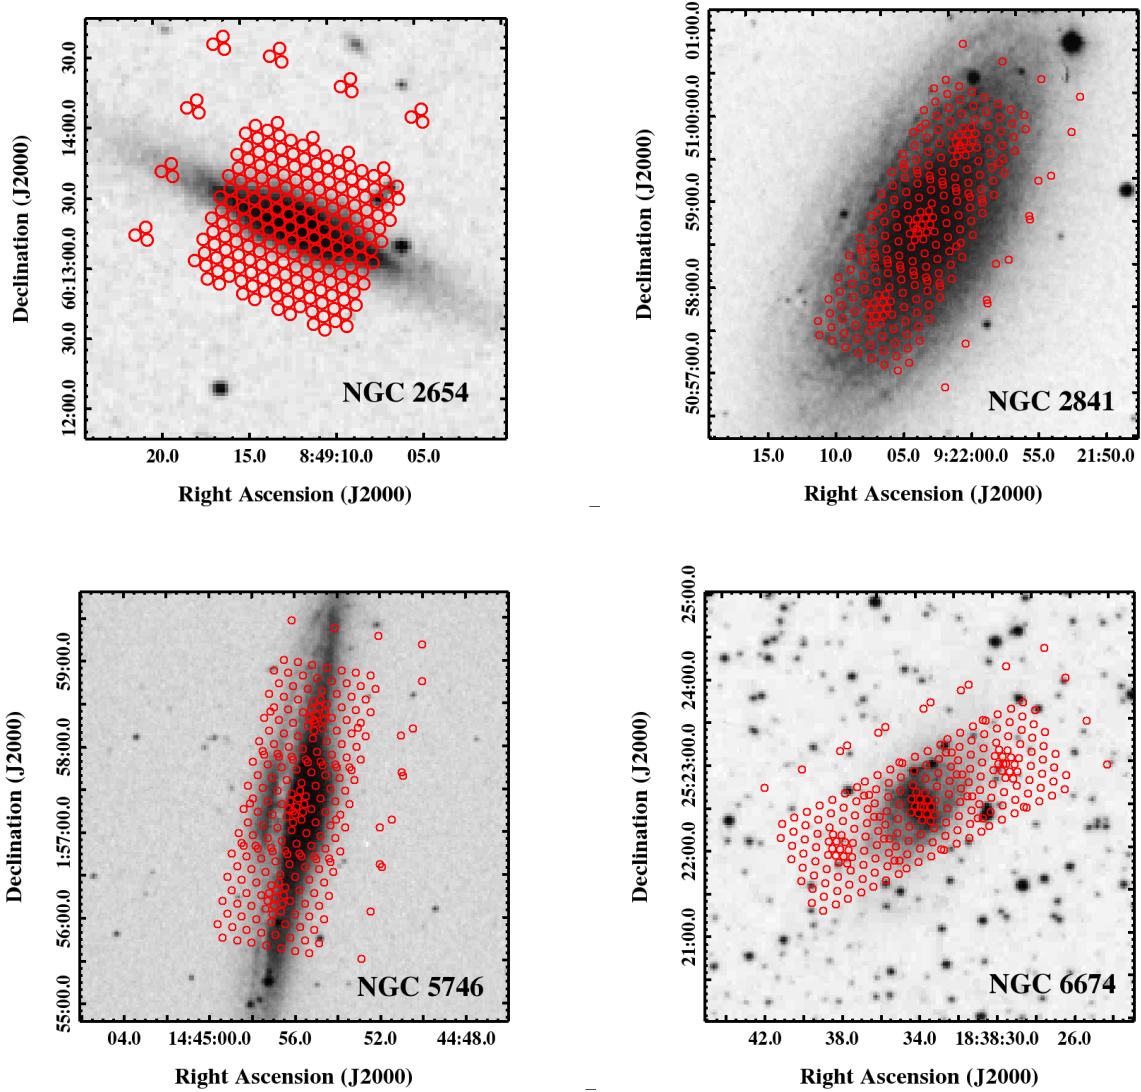 30.0
14:00.0
30.0
60:13:00.0
30.0
12:00.0
Declination (J2000)
NGC 2654
20.0 15.0 8:49:10.0 05.0
Right Ascension (J2000)
01:00.0
51:00:00.0
59:00.0
58:00.0
50:57:00.0
Declination (J2000)
NGC 2841
15.0 10.0 05.0 9:22:00.0 55.0 21:50.0
Right Ascension (J2000)
59:00.0
58:00.0
1:57:00.0
56:00.0
55:00.0
Declination (J2000)
NGC 5746
04.0 14:45:00.0 56.0 52.0 44:48.0
Right Ascension (J2000)
25:00.0
24:00.0
25:23:00.0
22:00.0
21:00.0
Declination (J2000)
NGC 6674
42.0 38.0 34.0 18:38:30.0 26.0
Right Ascension (J2000)